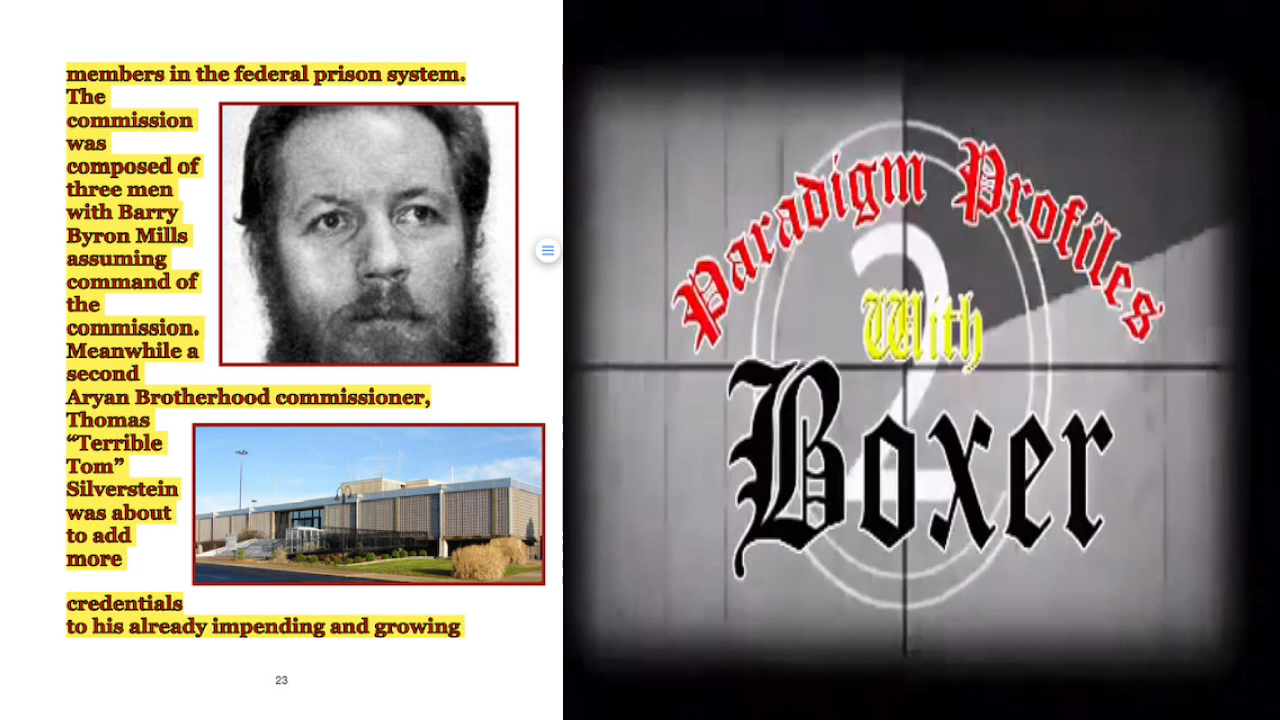 members in the federal prison system.
The
commission
was
composed of
three men
with Barry
Byron Mills
assuming
command of
the
commission.
Meanwhile a
second
Aryan Brotherhood commissioner,
Thomas
“Terrible
Tom”
Silverstein
was about
to add
more
credentials
to his already impending and growing
23
Paradigm Profiles
2
With
Boxer